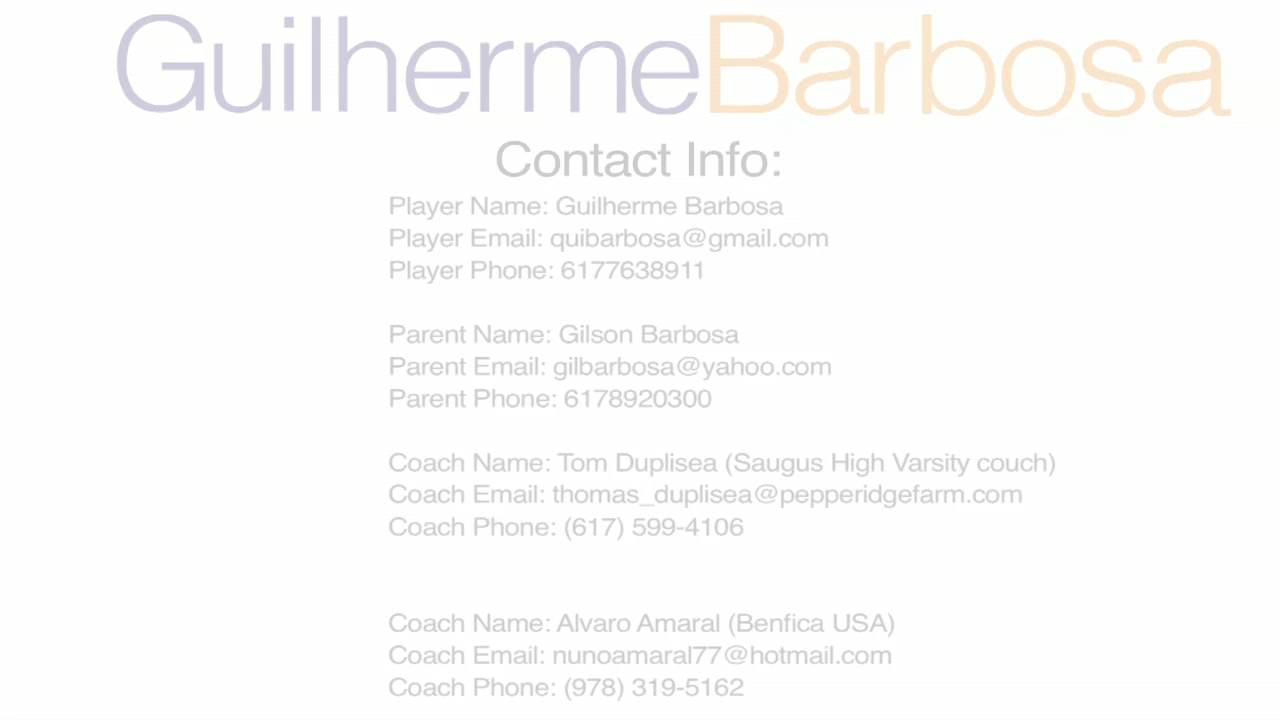 GuilhermeBarbosa
Contact Info:
Player Name: Guilherme Barbosa
Player Email: quibarbosa@gmail.com
Player Phone: 6177638911
Parent Name: Gilson Barbosa
Parent Email: gilbarbosa@yahoo.com
Parent Phone: 6178920300
Coach Name: Tom Duplisea (Saugus High Varsity couch)
Coach Email: thomas_duplisea@pepperidgefarm.com
Coach Phone: (617) 599-4106
Coach Name: Alvaro Amaral (Benfica USA)
Coach Email: nunoamaral77@hotmail.com
Coach Phone: (978) 319-5162